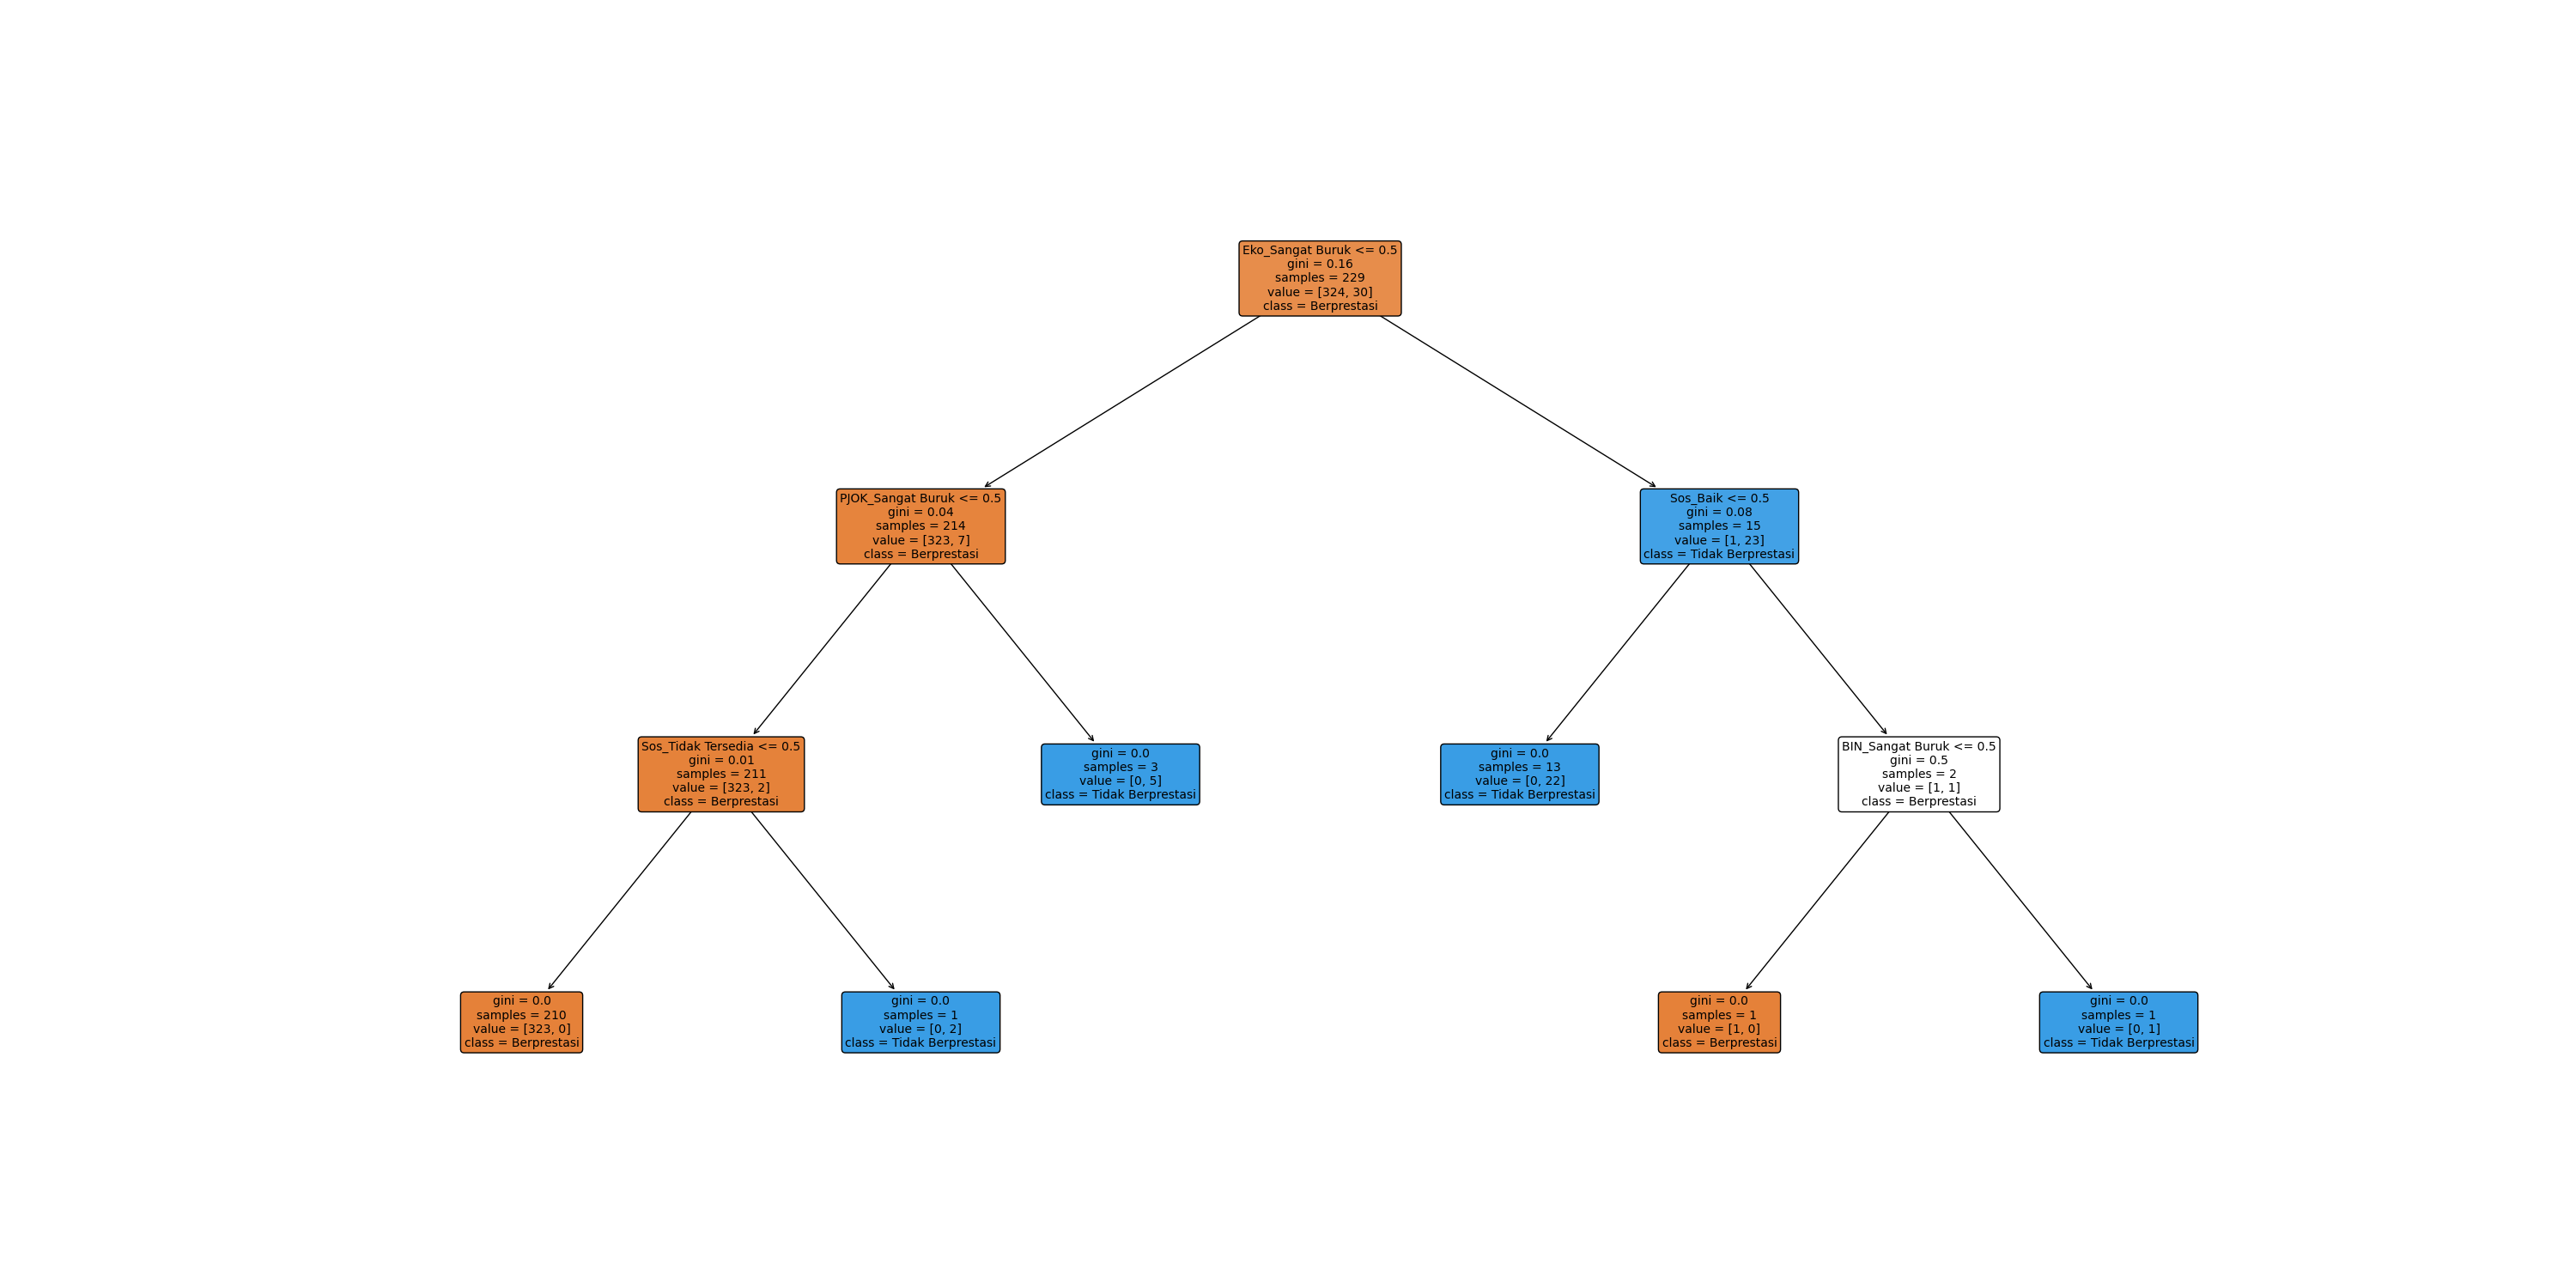 Eko_Sangat Buruk <= 0.5
gini = 0.16
samples = 229
value = [324, 30]
class = Berprestasi
PJOK_Sangat Buruk <= 0.5
gini = 0.04
samples = 214
value = [323, 7]
class = Berprestasi
Sos_Baik <= 0.5
gini = 0.08
samples = 15
value = [1, 23]
class = Tidak Berprestasi
Sos_Tidak Tersedia <= 0.5
gini = 0.01
samples = 211
value = [323, 2]
class = Berprestasi
gini = 0.0
samples = 3
value = [0, 5]
class = Tidak Berprestasi
gini = 0.0
samples = 13
value = [0, 22]
class = Tidak Berprestasi
BIN_Sangat Buruk <= 0.5
gini = 0.5
samples = 2
value = [1, 1]
class = Berprestasi
gini = 0.0
samples = 210
value = [323, 0]
class = Berprestasi
gini = 0.0
samples = 1
value = [0, 2]
class = Tidak Berprestasi
gini = 0.0
samples = 1
value = [1, 0]
class = Berprestasi
gini = 0.0
samples = 1
value = [0, 1]
class = Tidak Berprestasi